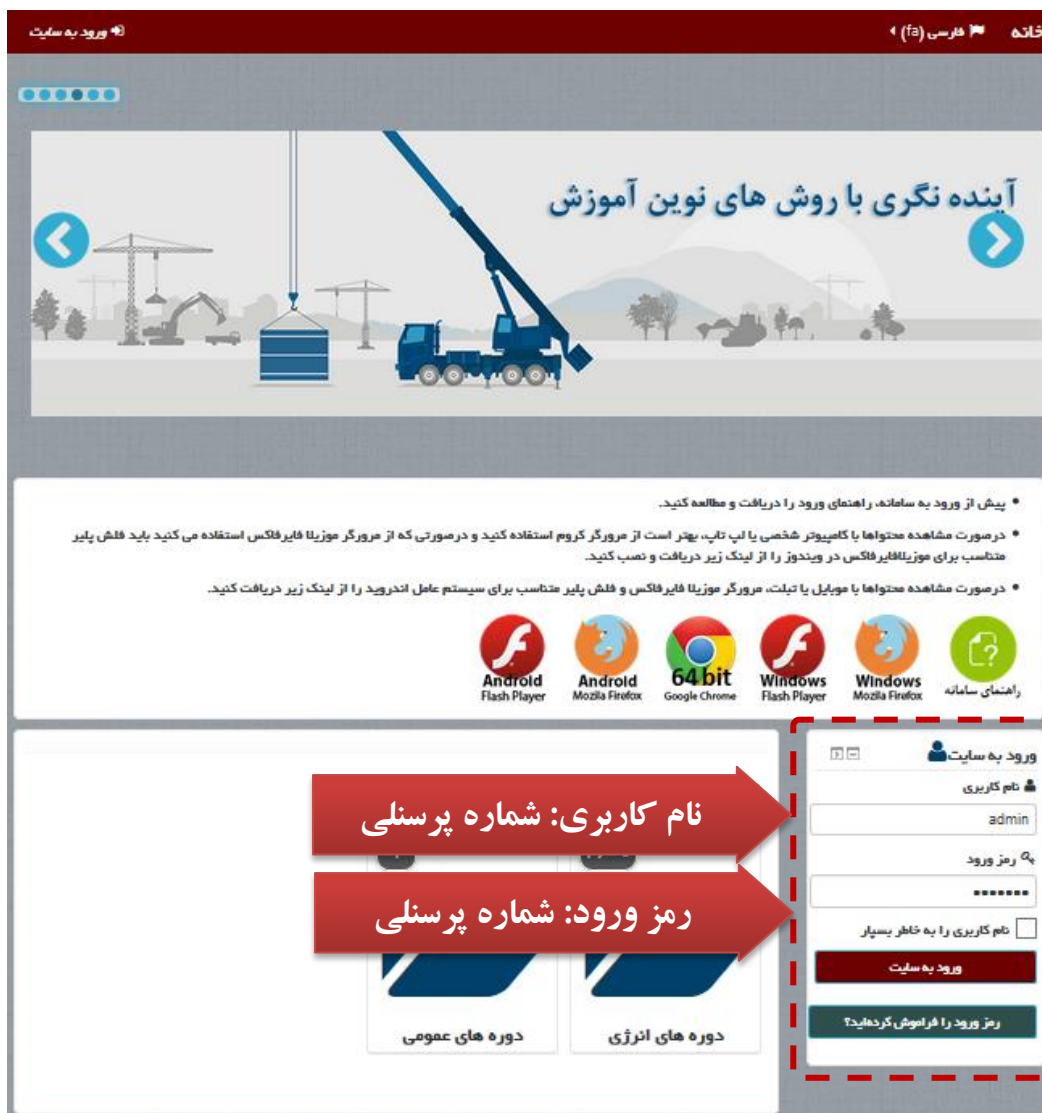 خانه فارسی (fa) ورود به سایت
آینده نگری با روش های نوین آموزش
پیش از ورود به سامانه، راهنمای ورود را دریافت و مطالعه کنید.
درصورت مشاهده محتواها با کامپیوتر شخصی یا لپ تاپ، بهتر است از مرورگر کروم استفاده کنید و درصورتی که از مرورگر موزیلا فایرفاکس استفاده می کنید باید فلش پلیر
متناسب برای موزیلافایرفاکس در ویندوز را از لینک زیر دریافت و نصب کنید.
درصورت مشاهده محتواها با موبایل یا تبلت، مرورگر موزیلا فایرفاکس و فلش پلیر متناسب برای سیستم عامل اندروید را از لینک زیر دریافت کنید.
راهنمای سامانه
Windows
Mozilla Firefox
Windows
Flash Player
64 bit
Google Chrome
Android
Mozilla Firefox
Android
Flash Player
ورود به سایت
نام کاربری
admin
رمز ورود
نام کاربری را به خاطر بسپار
ورود به سایت
رمز ورود را فراموش کرده‌اید؟
نام کاربری: شماره پرسنلی
رمز ورود: شماره پرسنلی
دوره های انرژی
دوره های عمومی